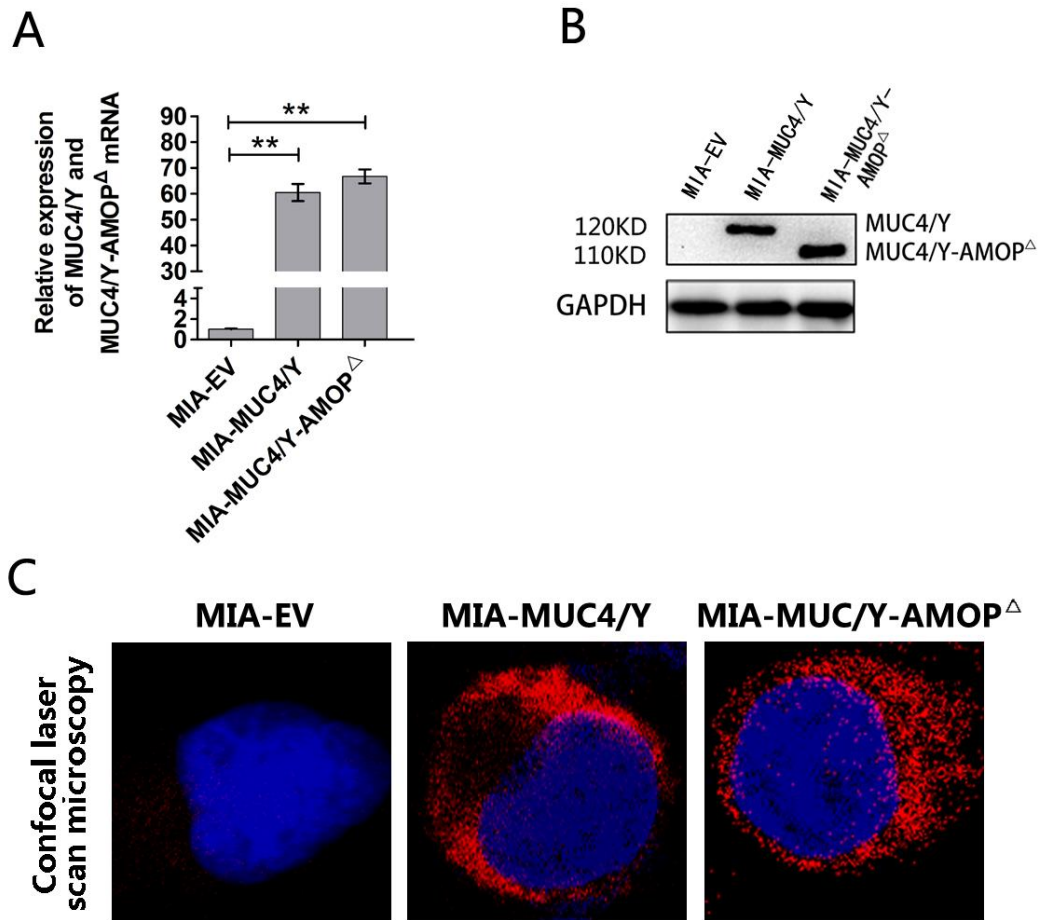 A
Relative expression
of MUC4/Y and
MUC4/Y-AMOP△ mRNA
90
80
70
60
50
40
30
4
2
0
**
**
MIA-EV
MIA-MUC4/Y
MIA-MUC4/Y-AMOP△
B
MIA-EV
MIA-MUC4/Y
MIA-MUC4/Y-
AMOP△
120KD
110KD
MUC4/Y
MUC4/Y-AMOP△
GAPDH
C
MIA-EV
MIA-MUC4/Y
MIA-MUC/Y-AMOP△
Confocal laser
scan microscopy